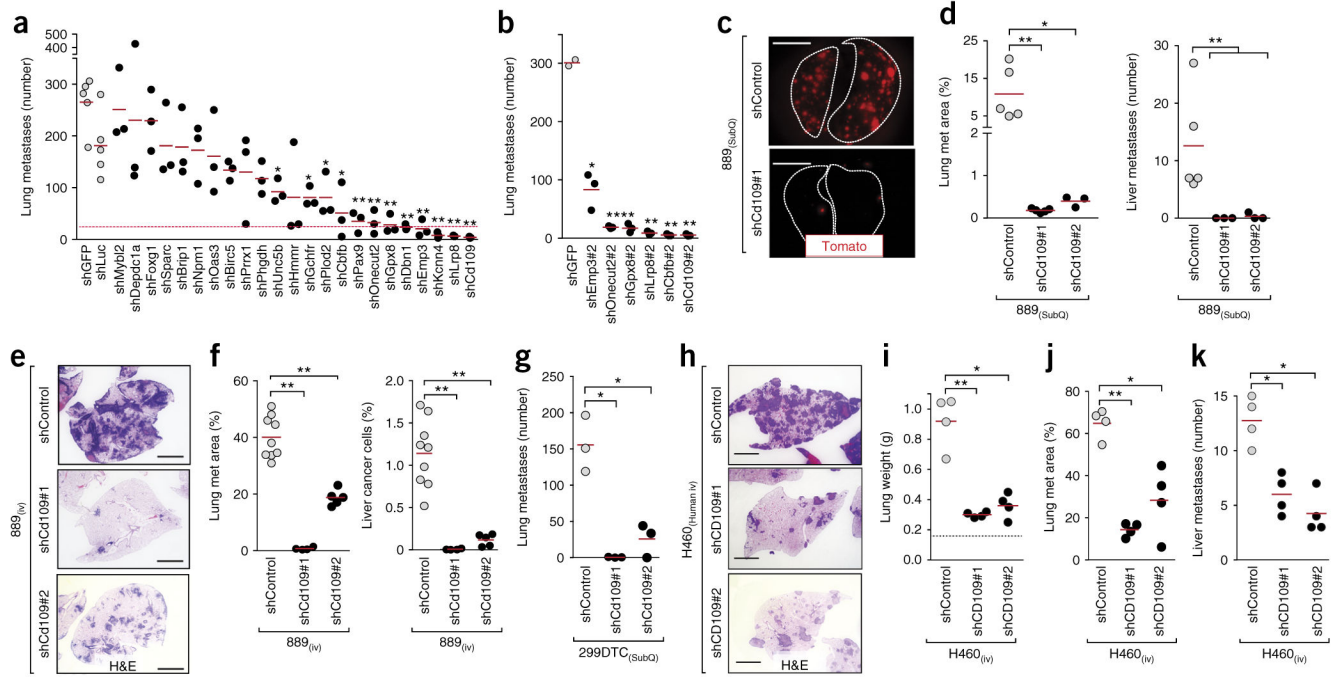 a
Lung metastases (number)
500
400
300
200
100
0
shGFP
shLuc
shMybl2
shDepdc1a
shFoxg1
shSparc
shBrip1
shNpm1
shOas3
shBirc5
shPrrx1
shPhgdh
shUnc5b
shHmmr
shGchfr
shPlod2
shCbfb
shPax9
shOnecut2
shGpx8
shDbn1
shEmp3
shKcnn4
shLrp8
shCd109
* * * * ** ** ** ** ** ** ** **
b
Lung metastases (number)
400
300
200
100
0
* ** ** ** ** **
shGFP
shEmp3#2
shOnecut2#2
shGpx8#2
shLrp8#2
shCbfb#2
shCd109#2
c
889(SubQ)
shControl
shCd109#1
Tomato
d
Lung met area (%)
25
20
15
10
5
2
1
0
*
**
shControl
shCd109#1
shCd109#2
889(SubQ)
Liver metastases (number)
30
20
10
0
**
shControl
shCd109#1
shCd109#2
889(SubQ)
e
889(iv)
shControl
shCd109#1
shCd109#2
H&E
f
Lung met area (%)
60
40
20
0
**
**
shControl
shCd109#1
shCd109#2
889(iv)
Liver cancer cells (%)
2.0
1.5
1.0
0.5
0
**
**
shControl
shCd109#1
shCd109#2
889(iv)
g
Lung metastases (number)
250
200
150
100
50
0
*
*
shControl
shCd109#1
shCd109#2
299DTC(SubQ)
h
H460(Human iv)
shControl
shCD109#1
shCD109#2
H&E
i
Lung weight (g)
1.4
1.2
1.0
0.8
0.6
0.4
0.2
0.0
*
**
shControl
shCD109#1
shCD109#2
H460(iv)
j
Lung met area (%)
80
60
40
20
0
*
**
shControl
shCD109#1
shCD109#2
H460(iv)
k
Liver metastases (number)
15
10
5
0
*
*
shControl
shCD109#1
shCD109#2
H460(iv)